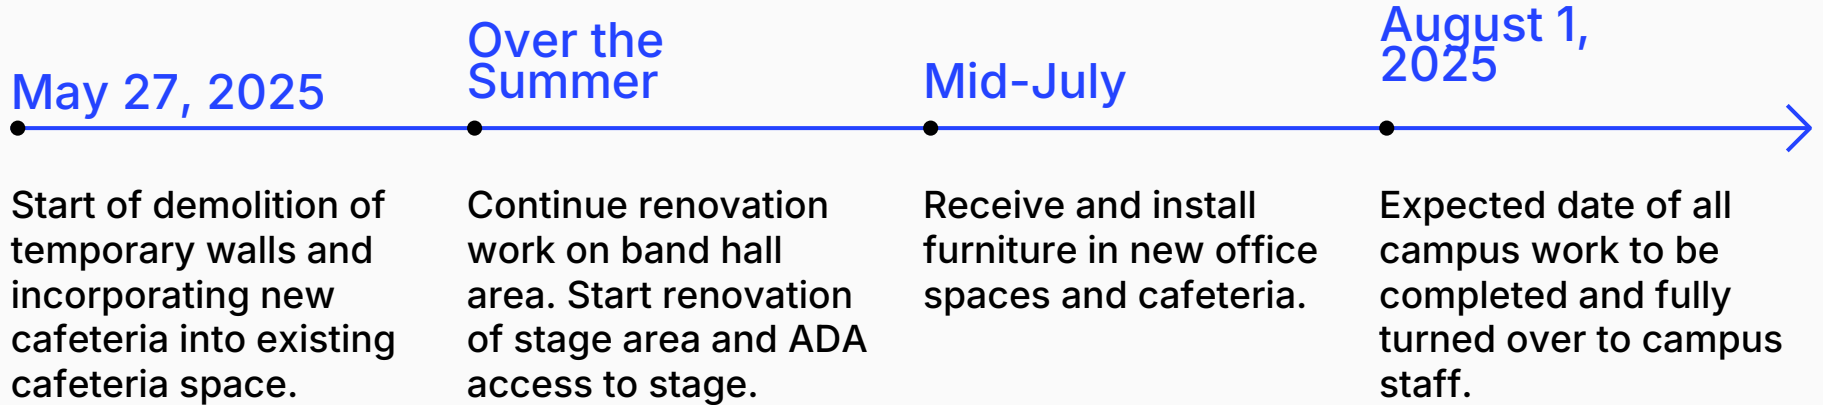 May 27, 2025
Start of demolition of
temporary walls and
incorporating new
cafeteria into existing
cafeteria space.
Over the
Summer
Continue renovation
work on band hall
area. Start renovation
of stage area and ADA
access to stage.
Mid-July
Receive and install
furniture in new office
spaces and cafeteria.
August 1,
2025
Expected date of all
campus work to be
completed and fully
turned over to campus
staff.